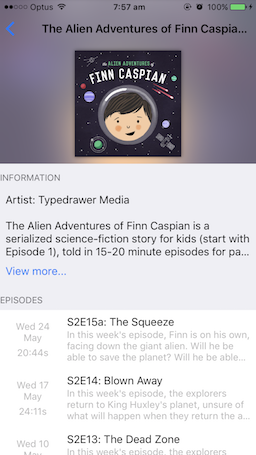 Optus
7:57 am
100%
The Alien Adventures of Finn Caspia...
the ALIEN ADVENTURES of
FINN CASPIAN
INFORMATION
Artist: Typedrawer Media
The Alien Adventures of Finn Caspian is a
serialized science-fiction story for kids (start with
Episode 1), told in 15-20 minute episodes for pa...
View more...
EPISODES
Wed 24
May
20:44s
S2E15a: The Squeeze
In this week's episode, Finn is on his own,
facing down the giant alien. Will he be
able to save the planet? Will he be able...
Wed 17
May
24:11s
S2E14: Blown Away
In this week's episode, the explorers
return to King Huxley's planet, unsure of
what will happen when they return the a...
Wed 10
May
S2E13: The Dead Zone
In this week's episode, the explorers